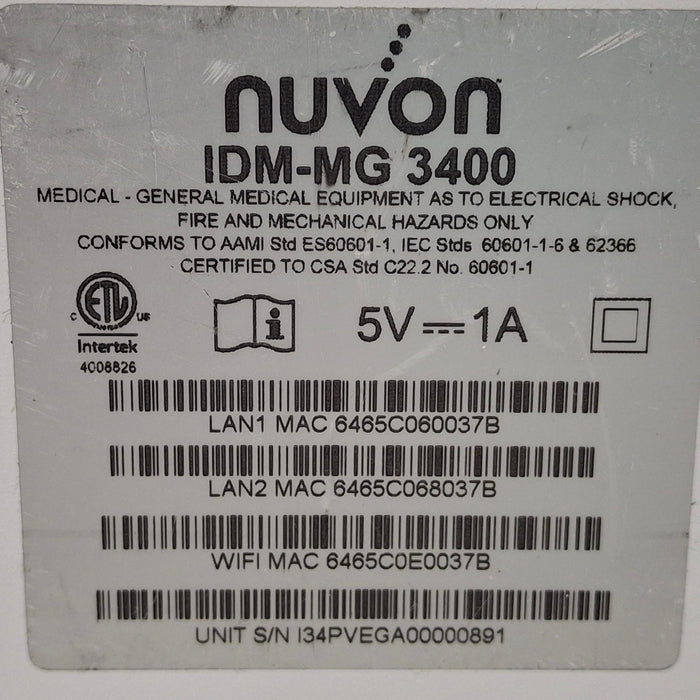 nuvon
IDM-MG 3400
MEDICAL - GENERAL MEDICAL EQUIPMENT AS TO ELECTRICAL SHOCK,
FIRE AND MECHANICAL HAZARDS ONLY
CONFORMS TO AAMI Std ES60601-1, IEC Stds 60601-1-6 & 62366
CERTIFIED TO CSA Std C22.2 No. 60601-1
C ETL US
Intertek
4008826
i
5V 1A
LAN1 MAC 6465C060037B
LAN2 MAC 6465C068037B
WIFI MAC 6465C0E0037B
UNIT S/N I34PVEGA00000891